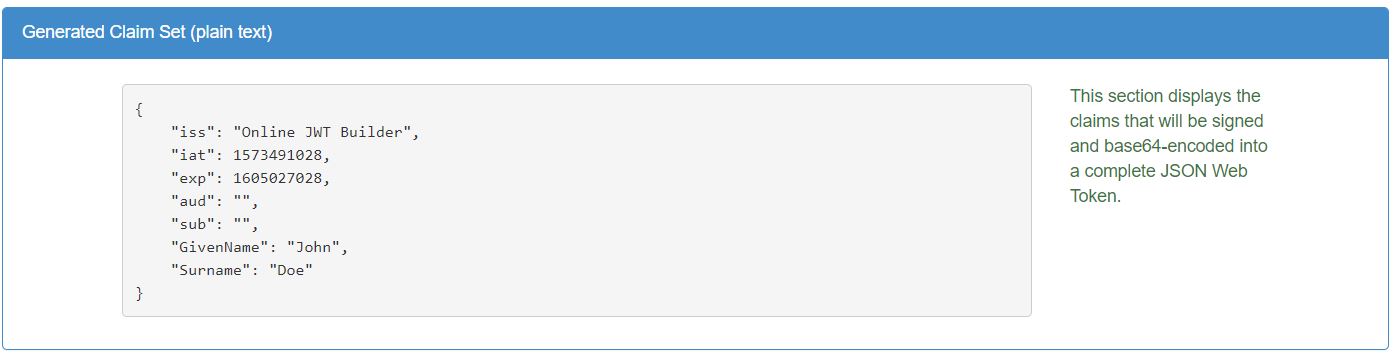 Generated Claim Set (plain text)
{
    "iss": "Online JWT Builder",
    "iat": 1573491028,
    "exp": 1605027028,
    "aud": "",
    "sub": "",
    "GivenName": "John",
    "Surname": "Doe"
}
This section displays the
claims that will be signed
and base64-encoded into
a complete JSON Web
Token.